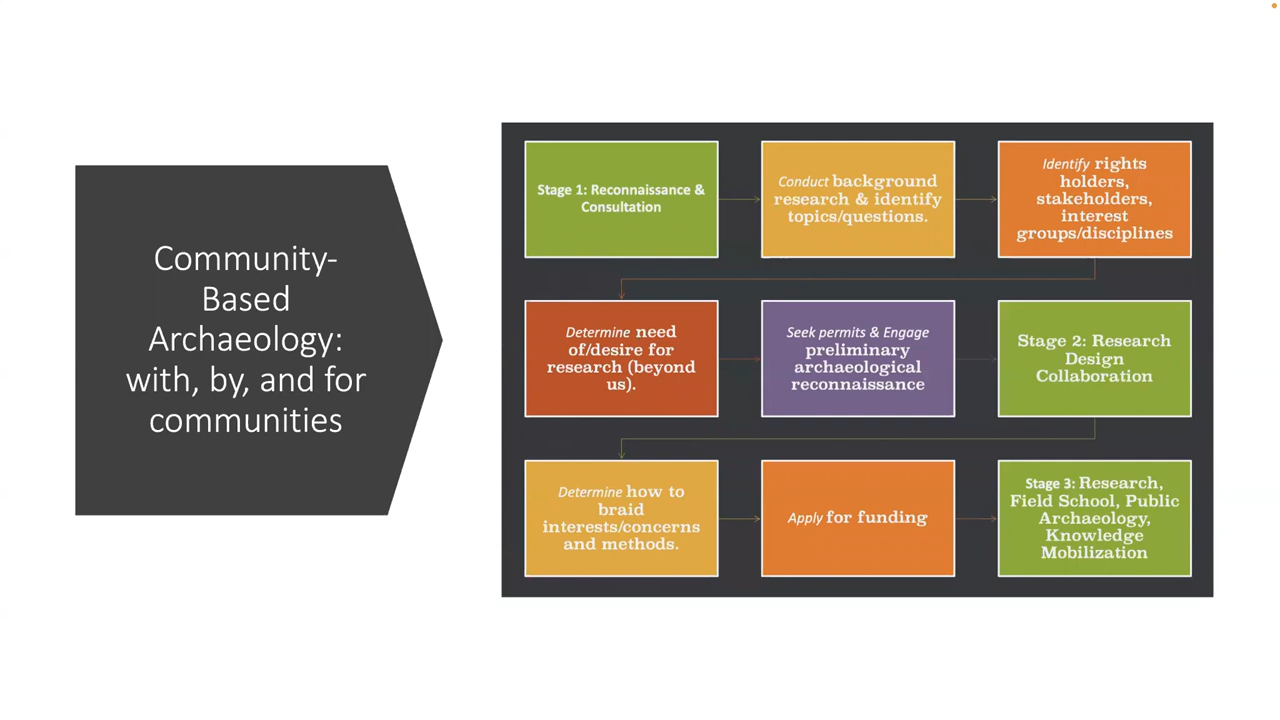 Community-
Based
Archaeology:
with, by, and for
communities
Stage 1: Reconnaissance &
Consultation
Conduct background
research & identify
topics/questions.
Identify rights
holders,
stakeholders,
interest
groups/disciplines
Determine need
of/desire for
research (beyond
us).
Seek permits & Engage
preliminary
archaeological
reconnaissance
Stage 2: Research
Design
Collaboration
Determine how to
braid
interests/concerns
and methods.
Apply for funding
Stage 3: Research,
Field School, Public
Archaeology,
Knowledge
Mobilization